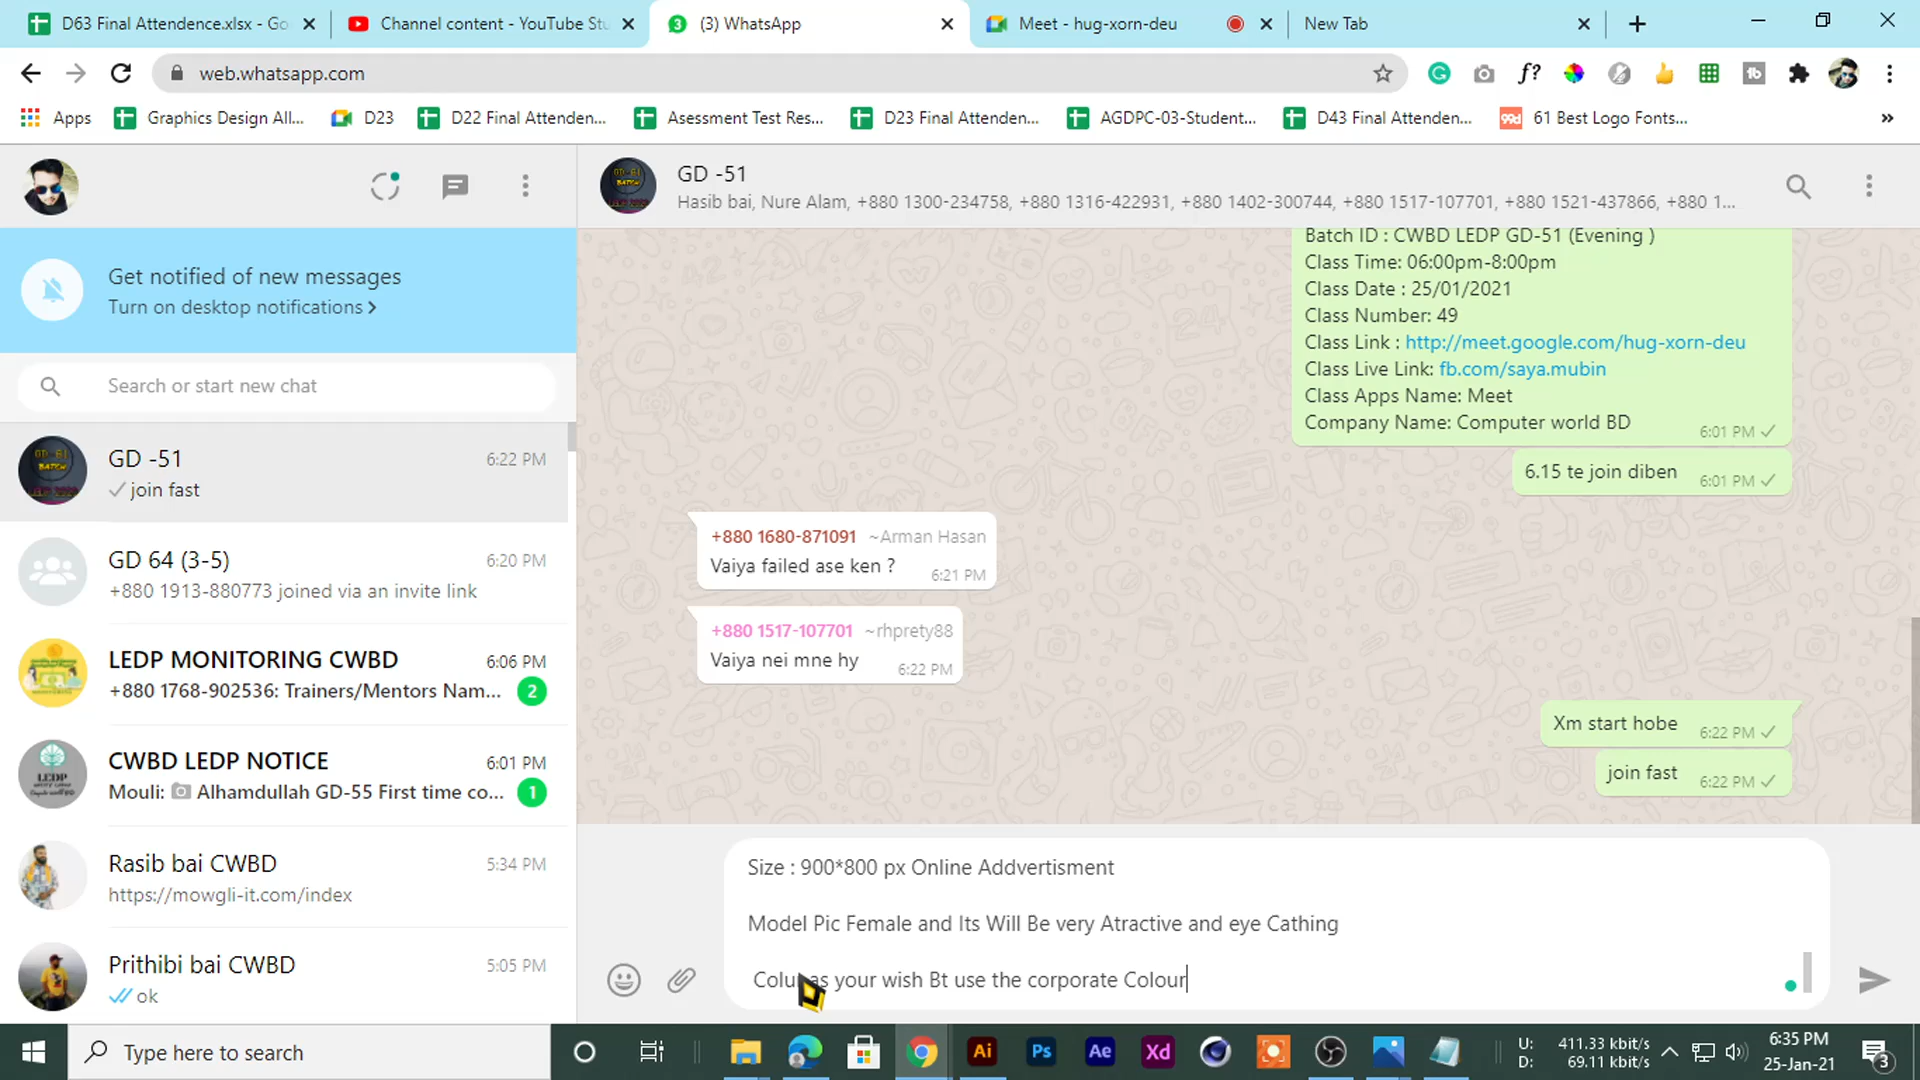 D63 Final Attendence.xlsx - Go
Channel content - YouTube Stu
3 (3) WhatsApp
Meet - hug-xorn-deu
New Tab
web.whatsapp.com
f?
Apps
Graphics Design All...
D23
D22 Final Attenden...
Asessment Test Res...
D23 Final Attenden...
AGDPC-03-Student...
D43 Final Attenden...
99d 61 Best Logo Fonts...
»
GD -51
Hasib bai, Nure Alam, +880 1300-234758, +880 1316-422931, +880 1402-300744, +880 1517-107701, +880 1521-437866, +880 1...
Get notified of new messages
Turn on desktop notifications
Search or start new chat
GD -51 6:22 PM
join fast
GD 64 (3-5) 6:20 PM
+880 1913-880773 joined via an invite link
LEDP MONITORING CWBD 6:06 PM
+880 1768-902536: Trainers/Mentors Nam... 2
CWBD LEDP NOTICE 6:01 PM
Mouli: Alhamdullah GD-55 First time co... 1
Rasib bai CWBD 5:34 PM
https://mowgli-it.com/index
Prithibi bai CWBD 5:05 PM
ok
Batch ID : CWBD LEDP GD-51 (Evening )
Class Time: 06:00pm-8:00pm
Class Date : 25/01/2021
Class Number: 49
Class Link : http://meet.google.com/hug-xorn-deu
Class Live Link: fb.com/saya.mubin
Class Apps Name: Meet
Company Name: Computer world BD 6:01 PM
6.15 te join diben 6:01 PM
+880 1680-871091 ~Arman Hasan
Vaiya failed ase ken ? 6:21 PM
+880 1517-107701 ~rhprety88
Vaiya nei mne hy 6:22 PM
Xm start hobe 6:22 PM
join fast 6:22 PM
Size : 900*800 px Online Addvertisment
Model Pic Female and Its Will Be very Atractive and eye Cathing
as your wish Bt use the corporate Colour
Type here to search
Ai
Ps
Ae
Xd
U: 411.33 kbit/s
D: 69.11 kbit/s
6:35 PM
25-Jan-21
3